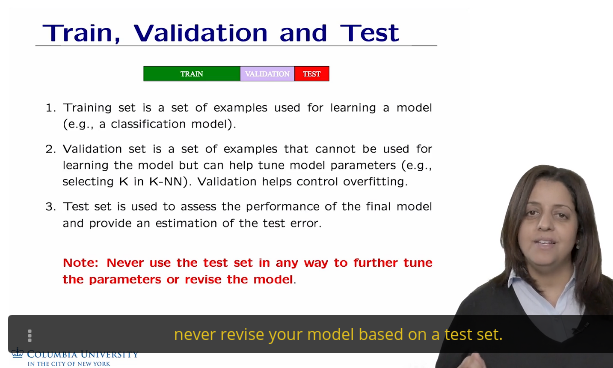 Train, Validation and Test
TRAIN VALIDATION TEST
1. Training set is a set of examples used for learning a model
(e.g., a classification model).
2. Validation set is a set of examples that cannot be used for
learning the model but can help tune model parameters (e.g.,
selecting K in K-NN). Validation helps control overfitting.
3. Test set is used to assess the performance of the final model
and provide an estimation of the test error.
Note: Never use the test set in any way to further tune
the parameters or revise the model.
never revise your model based on a test set.
COLUMBIA UNIVERSITY
IN THE CITY OF NEW YORK